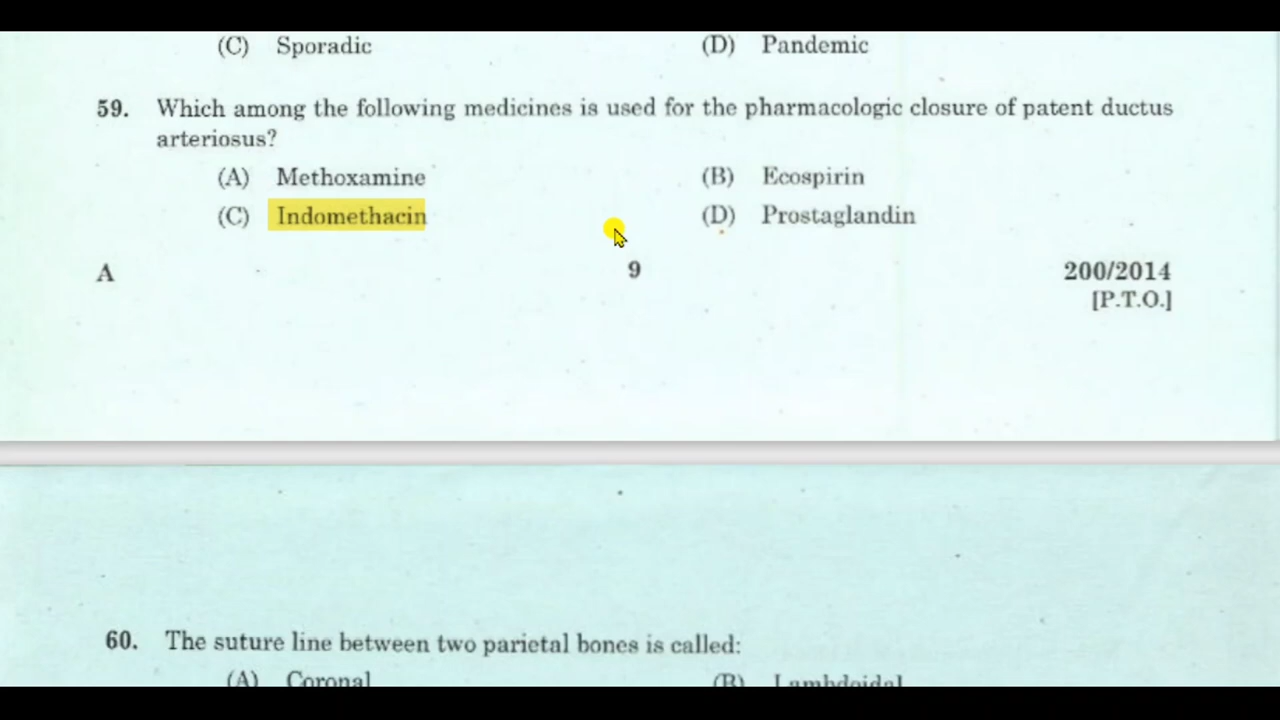 (C) Sporadic (D) Pandemic
59. Which among the following medicines is used for the pharmacologic closure of patent ductus
arteriosus?
(A) Methoxamine (B) Ecospirin
(C) Indomethacin (D) Prostaglandin
A 9 200/2014
[P.T.O.]
60. The suture line between two parietal bones is called:
(A) Coronal (B) Lambdoidal